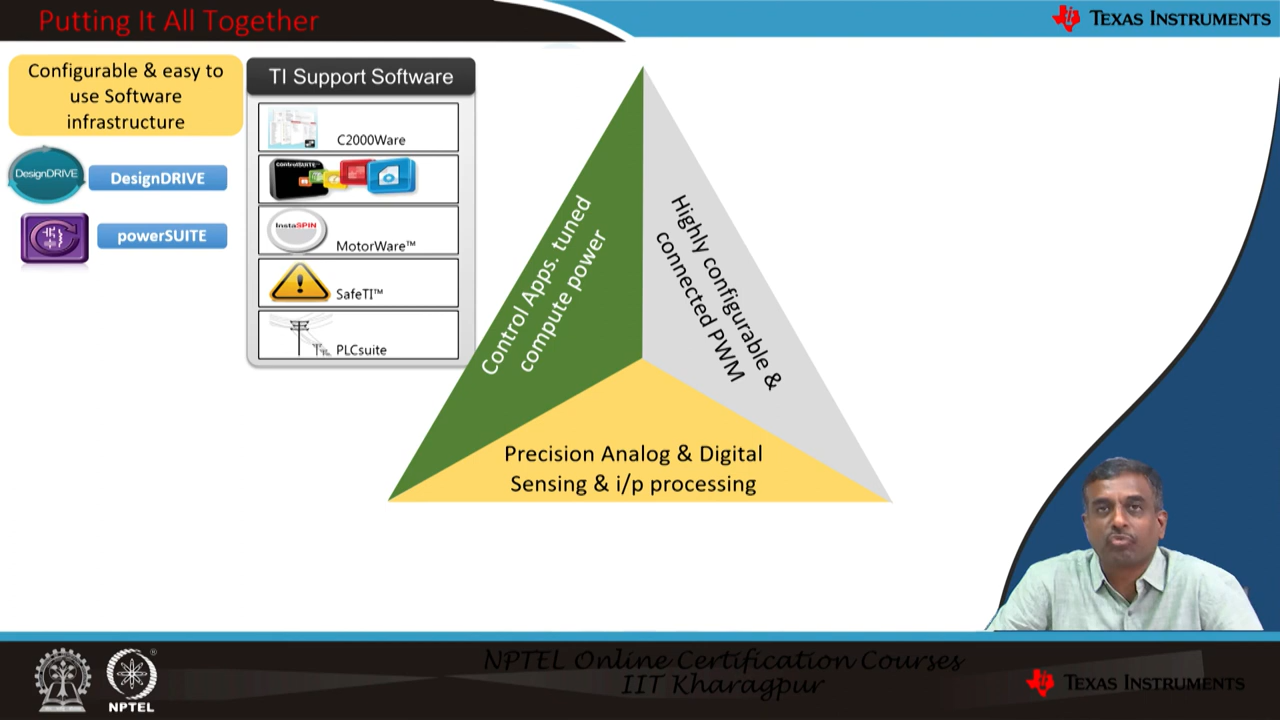 Putting It All Together
TEXAS INSTRUMENTS
Configurable & easy to
use Software
infrastructure
DesignDRIVE
DesignDRIVE
powerSUITE
TI Support Software
C2000Ware
controlSUITE
InstaSPIN
MotorWare™
SafeTI™
PLCsuite
Control Apps. tuned
compute power
Highly configurable &
connected PWM
Precision Analog & Digital
Sensing & i/p processing
NPTEL
NPTEL Online Certification Courses
IIT Kharagpur
TEXAS INSTRUMENTS